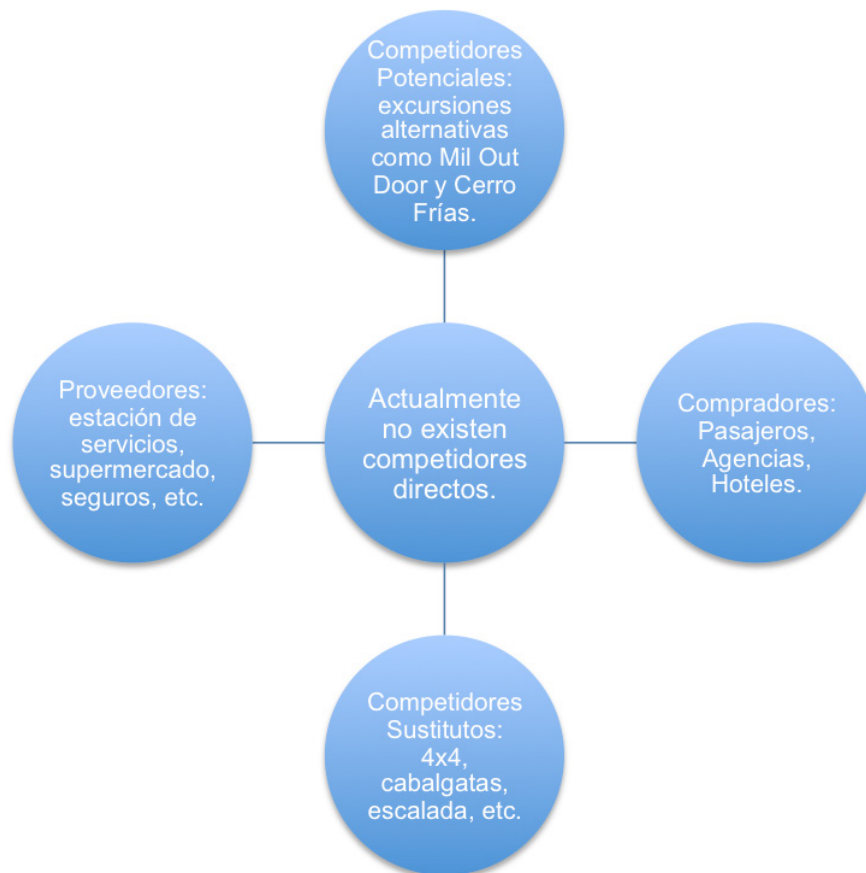 Competidores
Potenciales:
excursiones
alternativas
como Mil Out
Door y Cerro
Frías.
Proveedores:
estación de
servicios,
supermercado,
seguros, etc.
Actualmente
no existen
competidores
directos.
Compradores:
Pasajeros,
Agencias,
Hoteles.
Competidores
Sustitutos:
4x4,
cabalgatas,
escalada, etc.